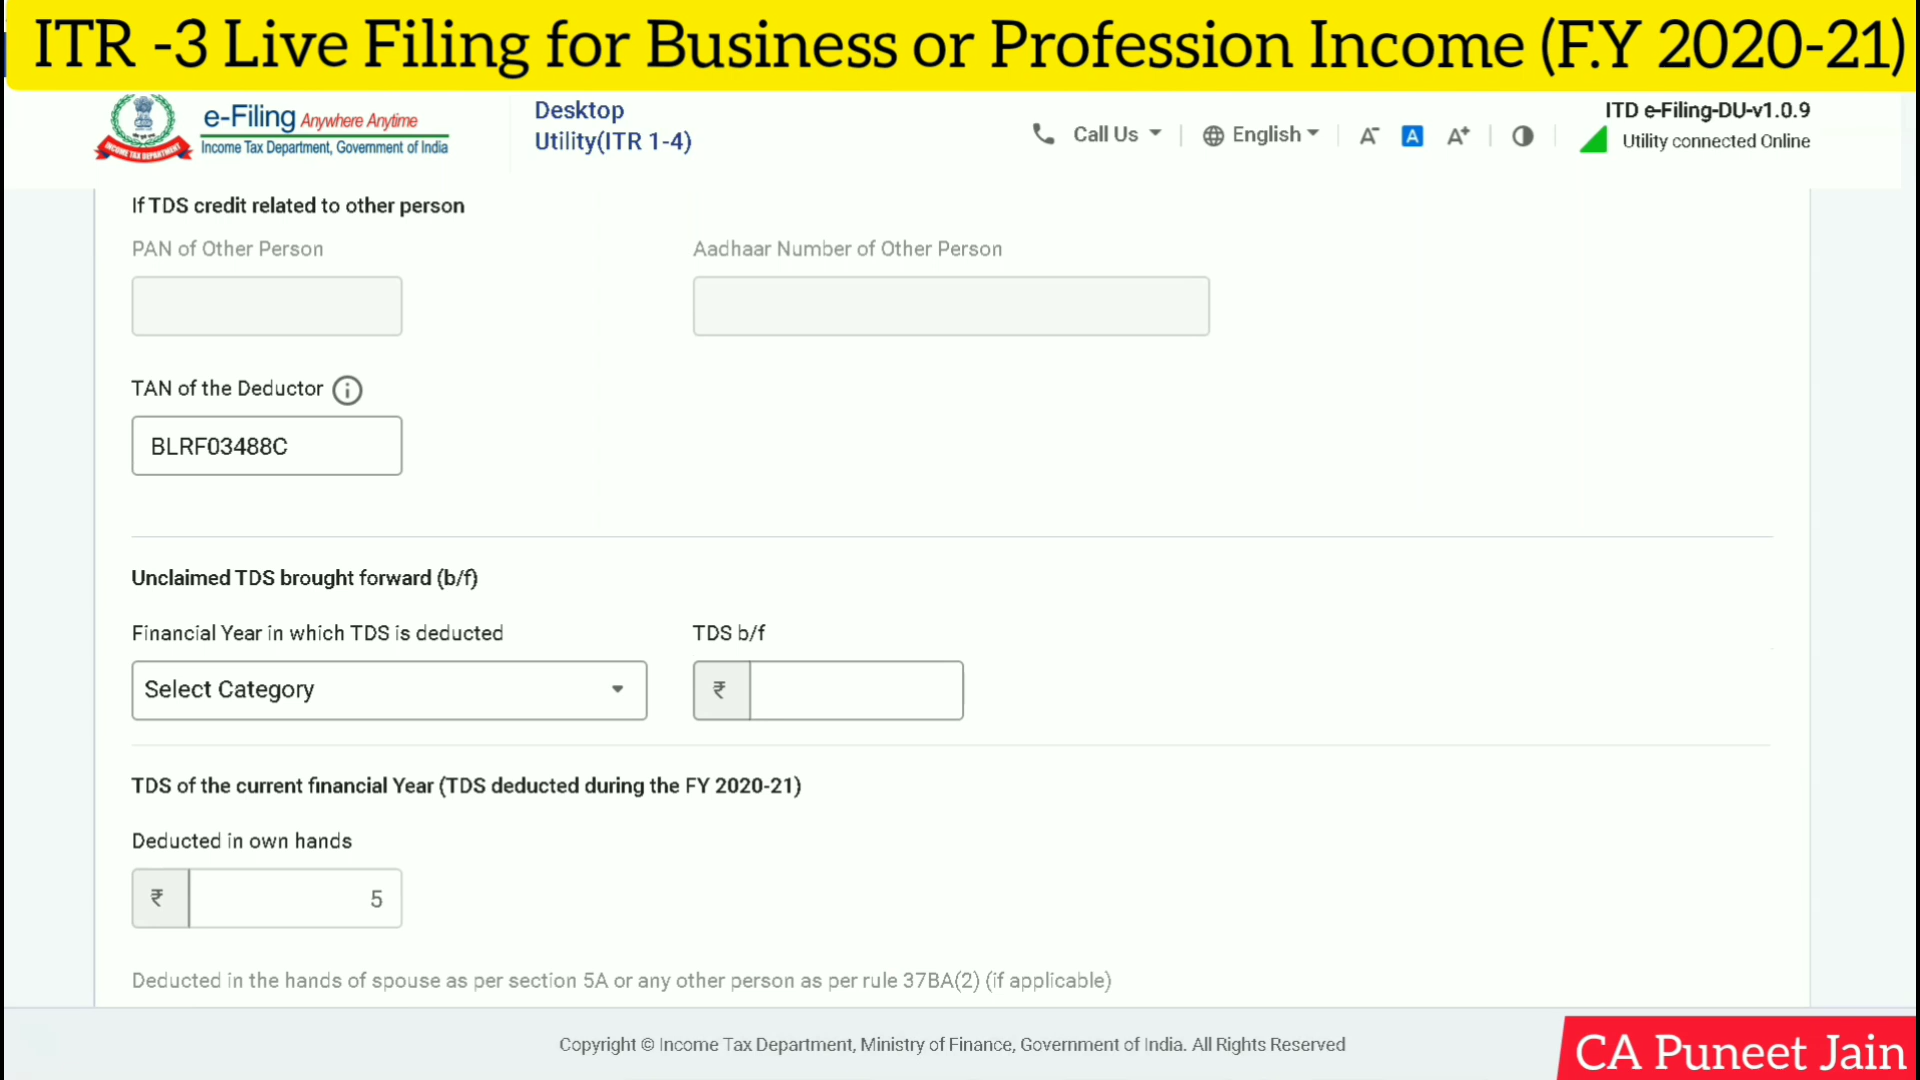 ITR -3 Live Filing for Business or Profession Income (F.Y 2020-21)
e-Filing Anywhere Anytime
Income Tax Department, Government of India
INCOME TAX DEPARTMENT
Desktop
Utility(ITR 1-4)
Call Us
English
A-
A
A+
ITD e-Filing-DU-v1.0.9
Utility connected Online
If TDS credit related to other person
PAN of Other Person
Aadhaar Number of Other Person
TAN of the Deductor
BLRF03488C
Unclaimed TDS brought forward (b/f)
Financial Year in which TDS is deducted
TDS b/f
Select Category
₹
TDS of the current financial Year (TDS deducted during the FY 2020-21)
Deducted in own hands
₹ 5
Deducted in the hands of spouse as per section 5A or any other person as per rule 37BA(2) (if applicable)
Copyright © Income Tax Department, Ministry of Finance, Government of India. All Rights Reserved
CA Puneet Jain